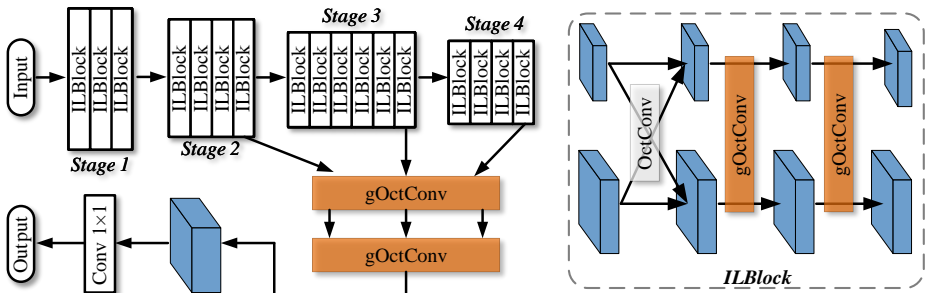 Input
ILBlock
ILBlock
ILBlock
Stage 1
ILBlock
ILBlock
ILBlock
ILBlock
Stage 2
Stage 3
ILBlock
ILBlock
ILBlock
ILBlock
ILBlock
ILBlock
Stage 4
ILBlock
ILBlock
ILBlock
ILBlock
gOctConv
gOctConv
Output
Conv 1×1
OctConv
gOctConv
gOctConv
ILBlock